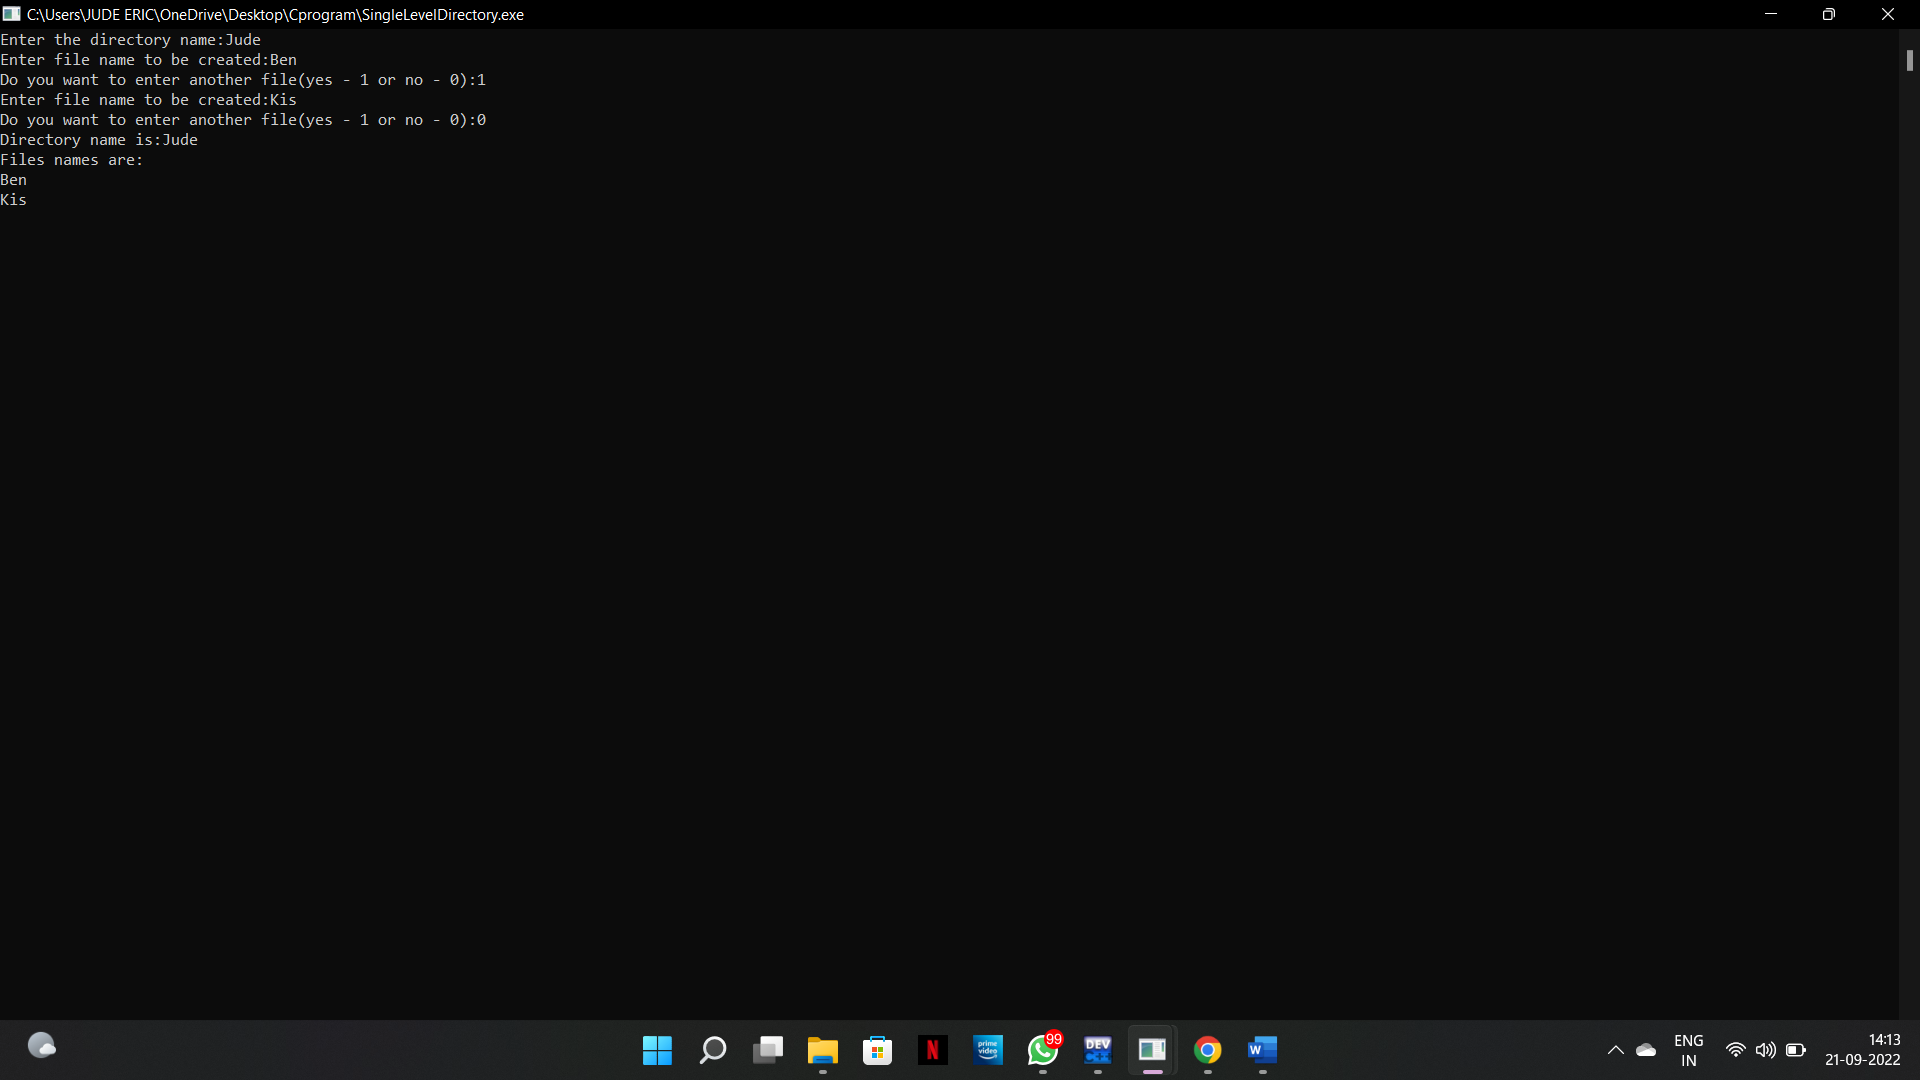 C:\Users\JUDE ERIC\OneDrive\Desktop\Cprogram\SingleLevelDirectory.exe
Enter the directory name:Jude
Enter file name to be created:Ben
Do you want to enter another file(yes - 1 or no - 0):1
Enter file name to be created:Kis
Do you want to enter another file(yes - 1 or no - 0):0
Directory name is:Jude
Files names are:
Ben
Kis
N
prime video
99
DEV C++
W
ENG
IN
14:13
21-09-2022